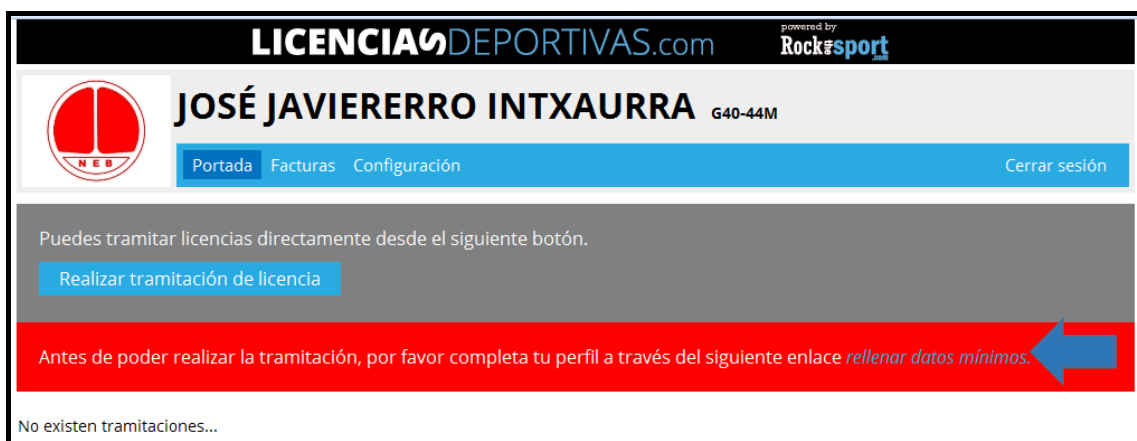 LICENCIASDEPORTIVAS.com
powered by
Rock&sport
.com
JOSÉ JAVIERERRO INTXAURRA G40-44M
NEB
Portada Facturas Configuración Cerrar sesión
Puedes tramitar licencias directamente desde el siguiente botón.
Realizar tramitación de licencia
Antes de poder realizar la tramitación, por favor completa tu perfil a través del siguiente enlace rellenar datos mínimos.
No existen tramitaciones...